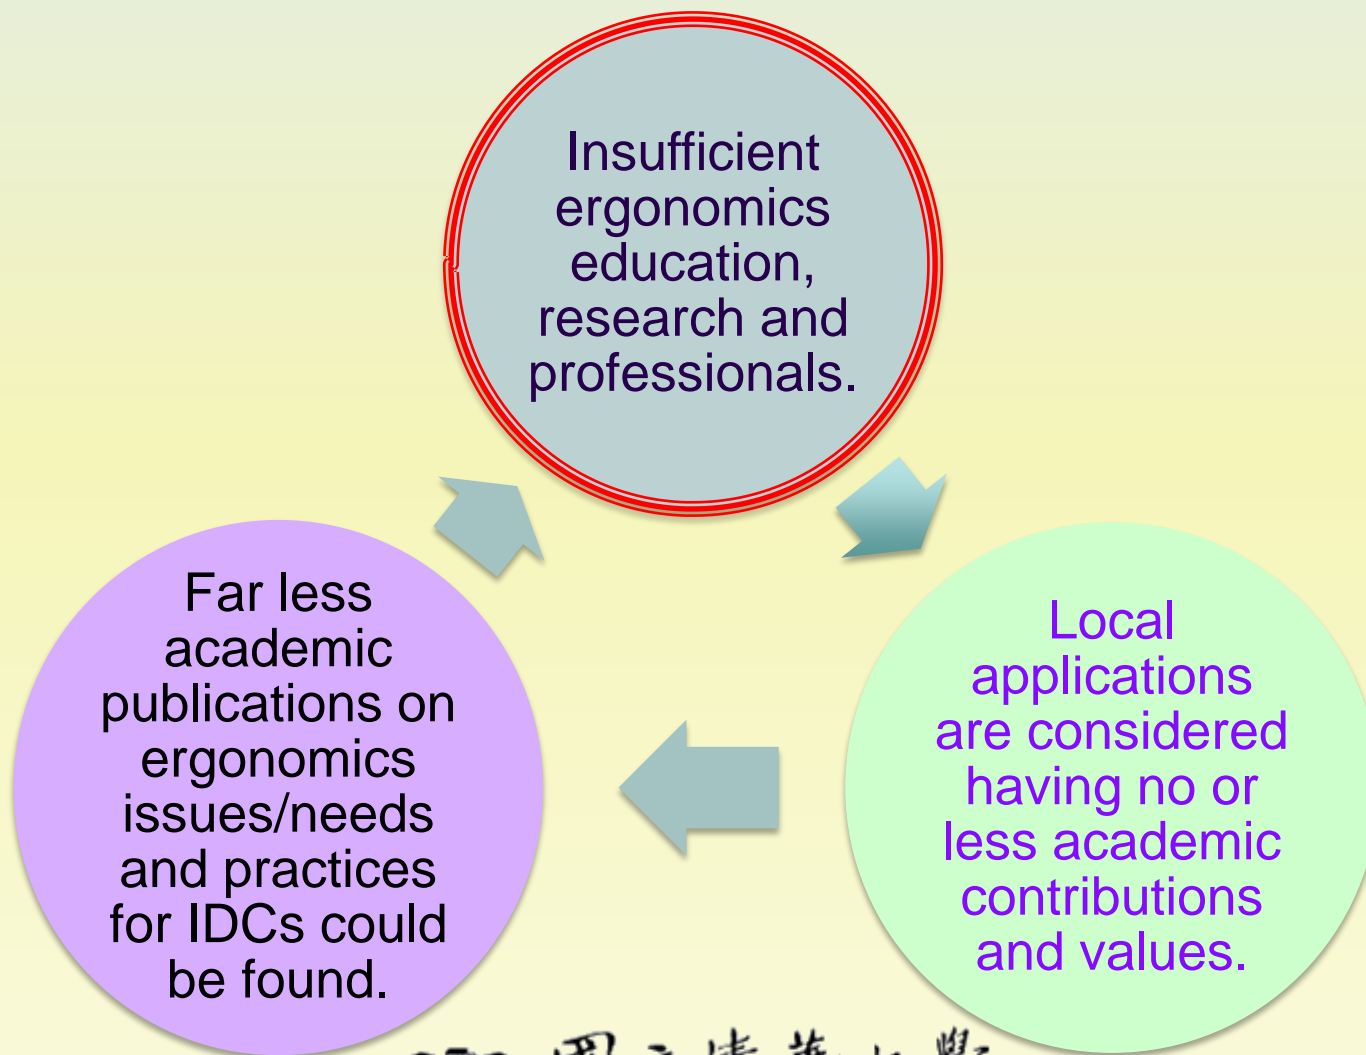 Insufficient
ergonomics
education,
research and
professionals.
Far less
academic
publications on
ergonomics
issues/needs
and practices
for IDCs could
be found.
Local
applications
are considered
having no or
less academic
contributions
and values.